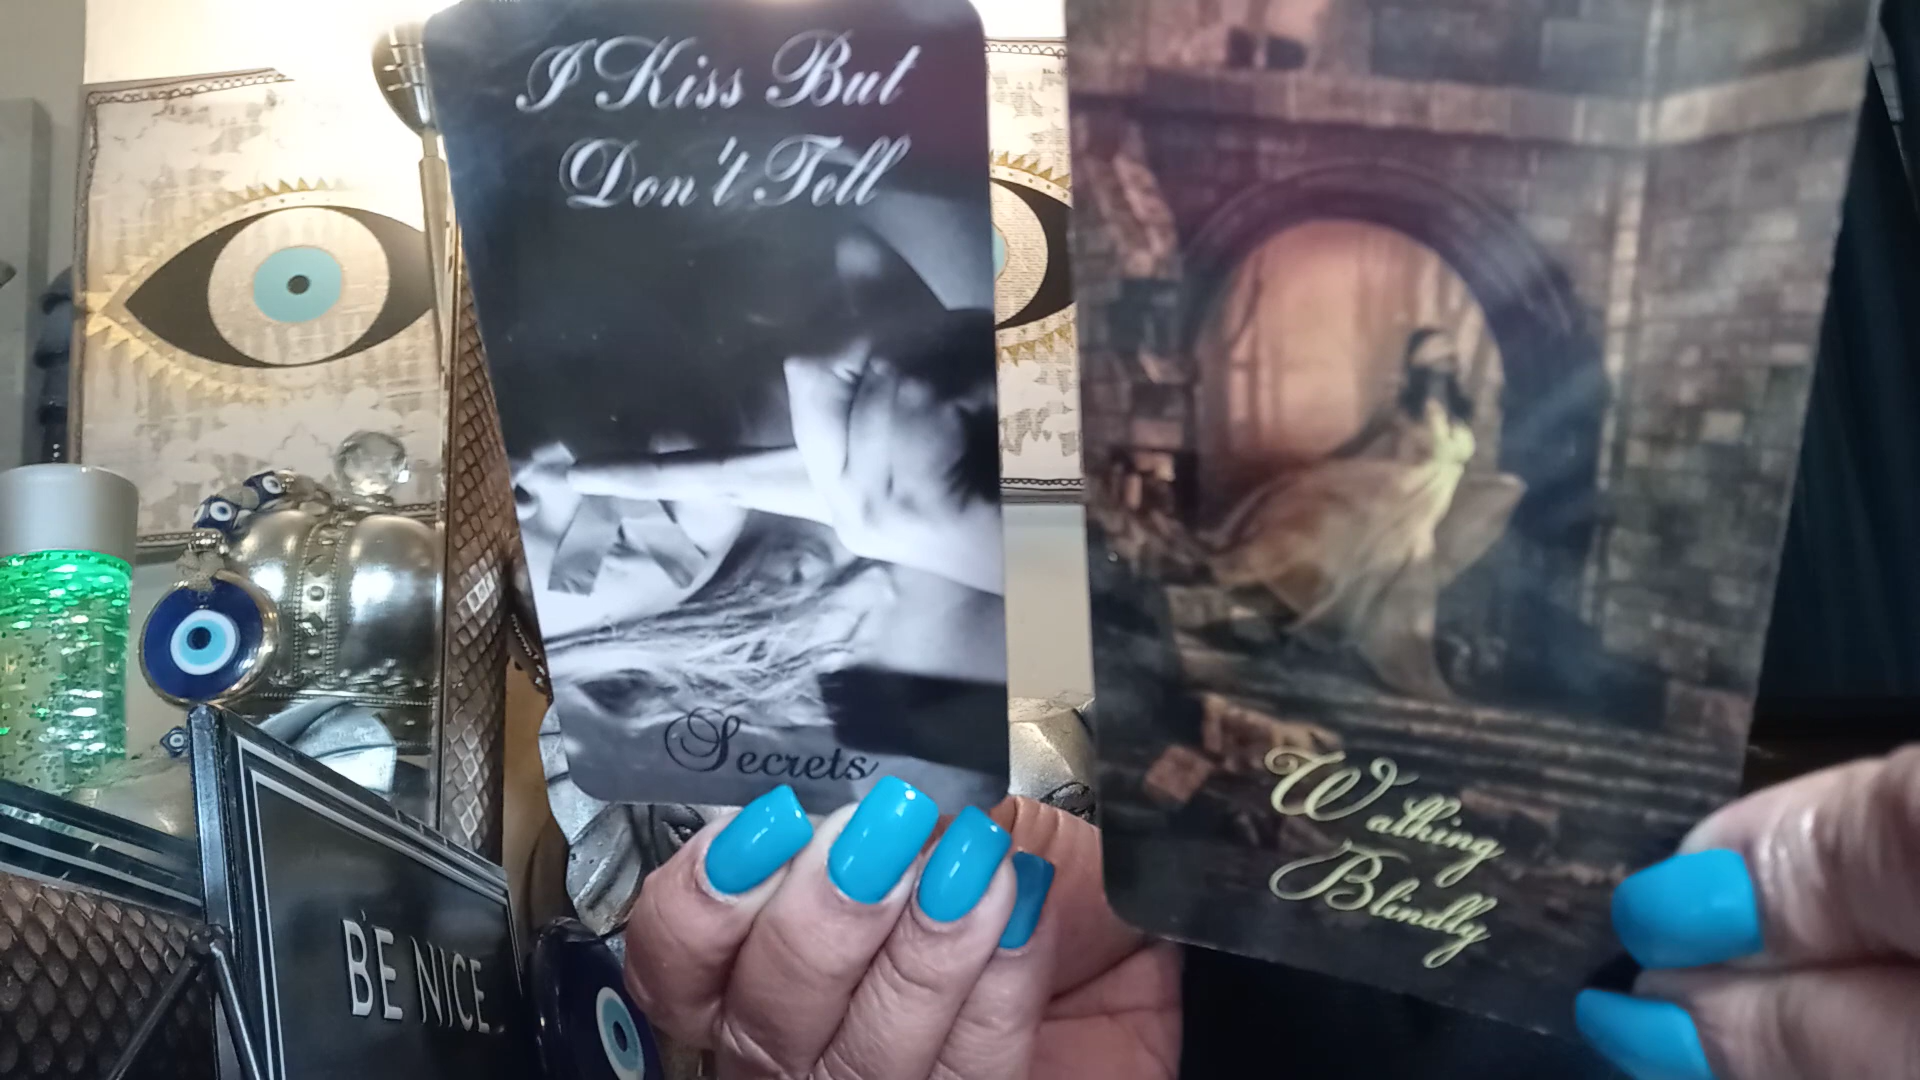 I Kiss But
Don't Tell
Secrets
Walking
Blindly
BE NICE